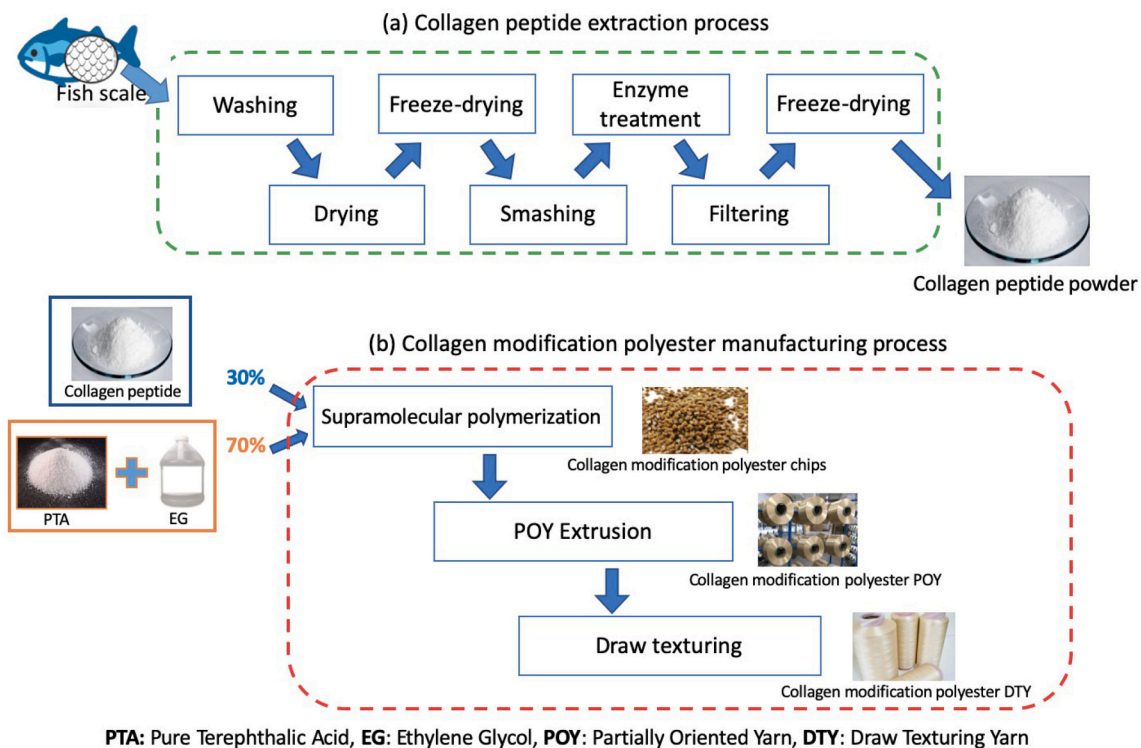 (a) Collagen peptide extraction process
Fish scale
Washing
Freeze-drying
Enzyme
treatment
Freeze-drying
Drying
Smashing
Filtering
Collagen peptide powder
(b) Collagen modification polyester manufacturing process
Collagen peptide
30%
70%
PTA
EG
Supramolecular polymerization
Collagen modification polyester chips
POY Extrusion
Collagen modification polyester POY
Draw texturing
Collagen modification polyester DTY
PTA: Pure Terephthalic Acid, EG: Ethylene Glycol, POY: Partially Oriented Yarn, DTY: Draw Texturing Yarn